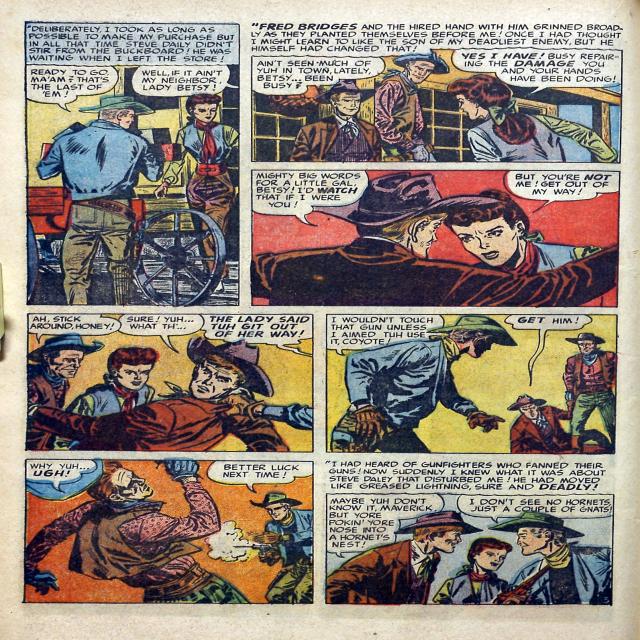 "DELIBERATELY, I TOOK AS LONG AS
POSSIBLE TO MAKE MY PURCHASE BUT
IN ALL THAT TIME STEVE DAILY DIDN'T
STIR FROM THE BUCKBOARD! HE WAS
WAITING WHEN I LEFT THE STORE!
READY TO GO,
MA'AM? THAT'S
THE LAST OF
'EM!
WELL, IF IT AIN'T
MY NEIGHBOR,
LADY BETSY!
"FRED BRIDGES AND THE HIRED HAND WITH HIM GRINNED BROAD-
LY AS THEY PLANTED THEMSELVES BEFORE ME! ONCE I HAD THOUGHT
I MIGHT LEARN TO LIKE THE SON OF MY DEADLIEST ENEMY, BUT HE
HIMSELF HAD CHANGED THAT!
AIN'T SEEN MUCH OF
YUH IN TOWN, LATELY,
BETSY... BEEN
BUSY?
YES I HAVE! BUSY REPAIR-
ING THE DAMAGE YOU
AND YOUR HANDS
HAVE BEEN DOING!
MIGHTY BIG WORDS
FOR A LITTLE GAL,
BETSY! I'D WATCH
THAT IF I WERE
YOU!
BUT YOU'RE NOT
ME! GET OUT OF
MY WAY!
AH, STICK
AROUND, HONEY!
SURE! YUH...
WHAT TH'...
THE LADY SAID
TUH GIT OUT
OF HER WAY!
I WOULDN'T TOUCH
THAT GUN UNLESS
I AIMED TUH USE
IT, COYOTE!
GET HIM!
WHY YUH...
UGH!
BETTER LUCK
NEXT TIME!
"I HAD HEARD OF GUNFIGHTERS WHO FANNED THEIR
GUNS! NOW SUDDENLY I KNEW WHAT IT WAS ABOUT
STEVE DALEY THAT DISTURBED ME! HE HAD MOVED
LIKE GREASED LIGHTNING, SURE AND DEADLY!
MAYBE YUH DON'T
KNOW IT, MAVERICK
BUT YORE
POKIN' YORE
NOSE INTO
A HORNET'S
NEST!
I DON'T SEE NO HORNETS,
JUST A COUPLE OF GNATS!